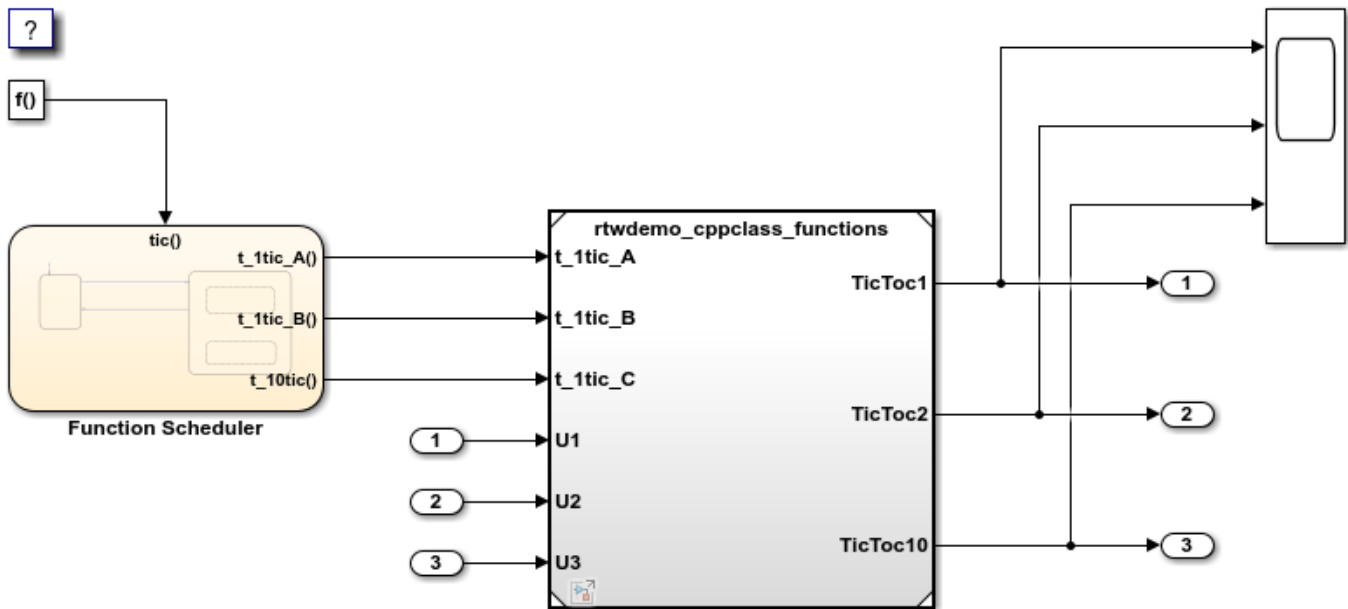 ?
f()
tic()
t_1tic_A()
t_1tic_B()
t_10tic()
Function Scheduler
rtwdemo_cppclass_functions
t_1tic_A
t_1tic_B
t_1tic_C
U1
U2
U3
TicToc1
TicToc2
TicToc10
1
2
3
1
2
3